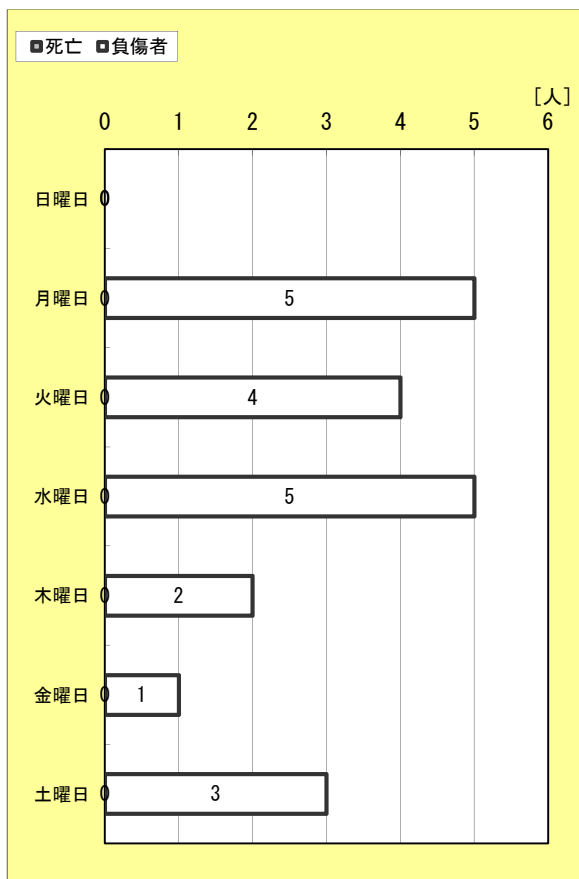 死亡 負傷者
[人]
0 1 2 3 4 5 6
日曜日 0
月曜日 0 5
火曜日 0 4
水曜日 0 5
木曜日 0 2
金曜日 0 1
土曜日 0 3